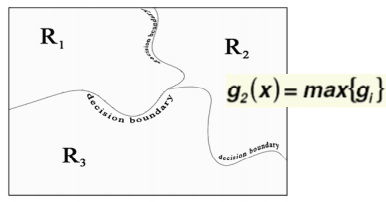 decision boundary
R1
R2
g2(x) = max{gi}
decision boundary
R3
decision boundary